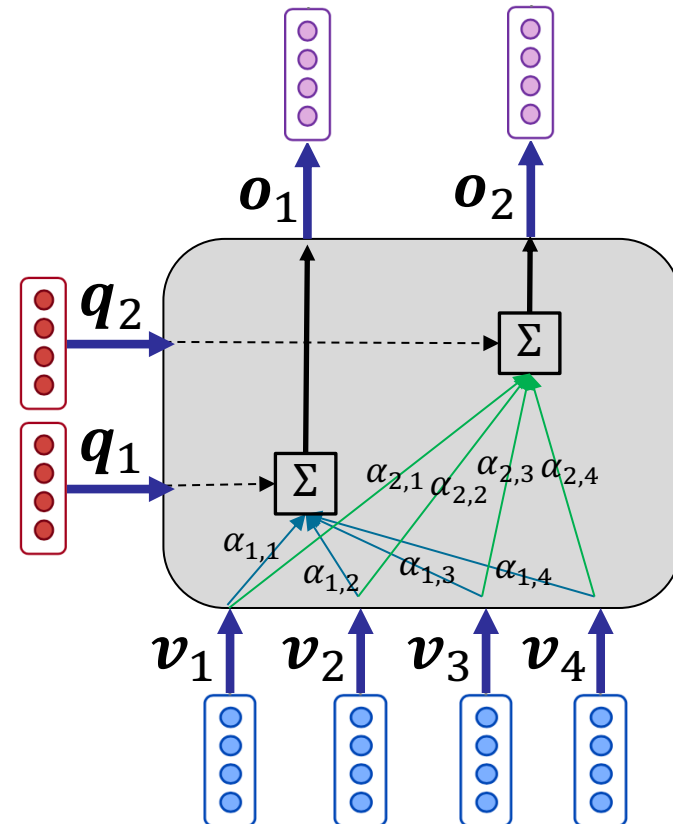 𝒐₁ 𝒐₂
𝒒₂
Σ
𝒒₁
Σ
α₂,₁ α₂,₂ α₂,₃ α₂,₄
α₁,₁ α₁,₂ α₁,₃ α₁,₄
𝒗₁ 𝒗₂ 𝒗₃ 𝒗₄